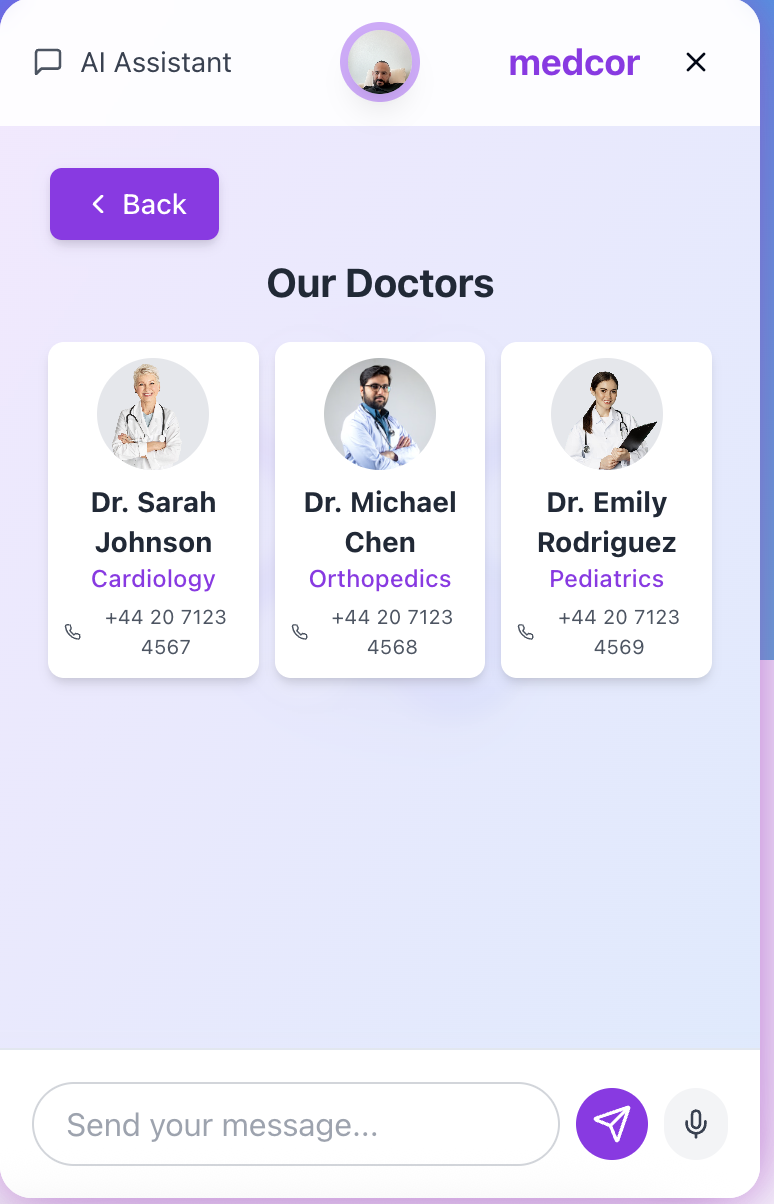 AI Assistant
medcor
Back
Our Doctors
Dr. Sarah
Johnson
Cardiology
+44 20 7123
4567
Dr. Michael
Chen
Orthopedics
+44 20 7123
4568
Dr. Emily
Rodriguez
Pediatrics
+44 20 7123
4569
Send your message...